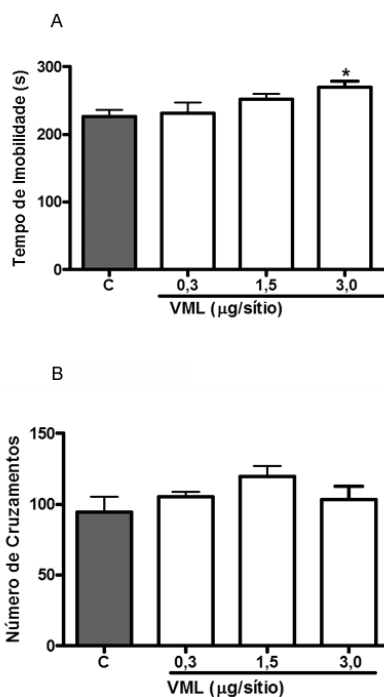 A
Tempo de Imobilidade (s)
300
200
100
0
*
C
0,3
1,5
3,0
VML (µg/sítio)
B
Número de Cruzamentos
150
100
50
0
C
0,3
1,5
3,0
VML (µg/sítio)